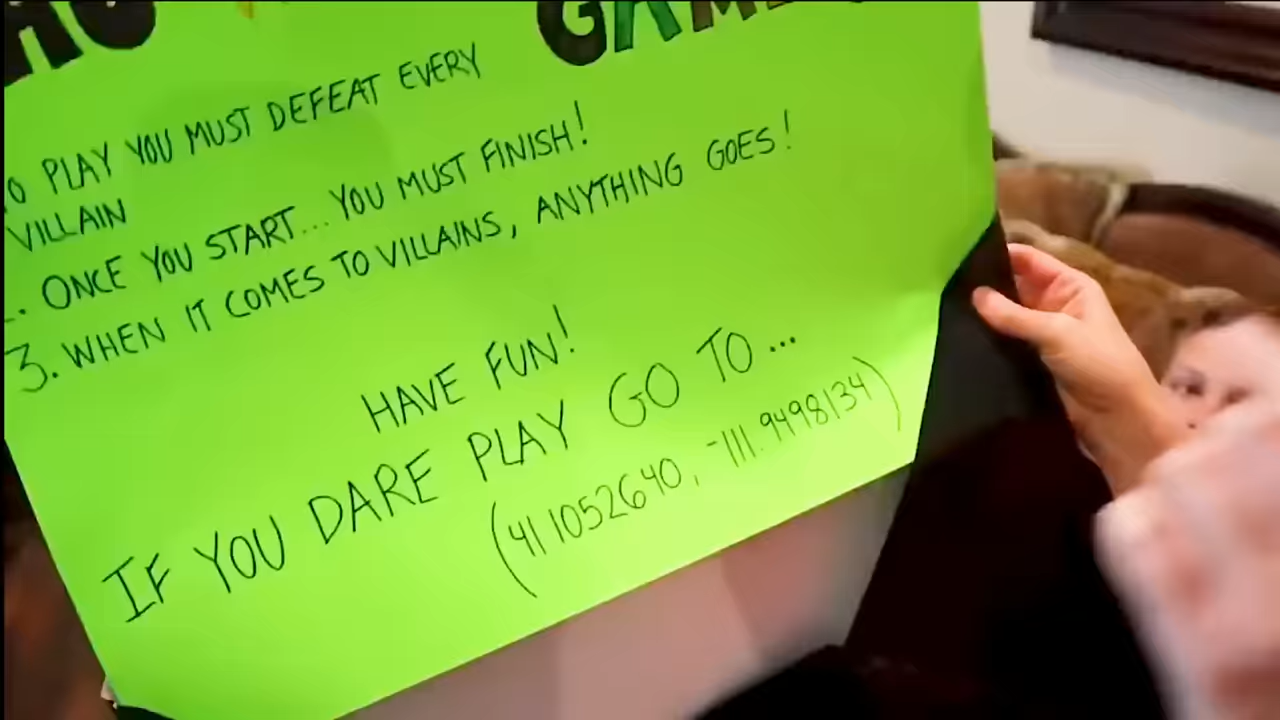 GAME
O PLAY YOU MUST DEFEAT EVERY
VILLAIN
. ONCE YOU START... YOU MUST FINISH!
3. WHEN IT COMES TO VILLAINS, ANYTHING GOES!
HAVE FUN!
IF YOU DARE PLAY GO TO...
(41.1052640, -111.9498134)